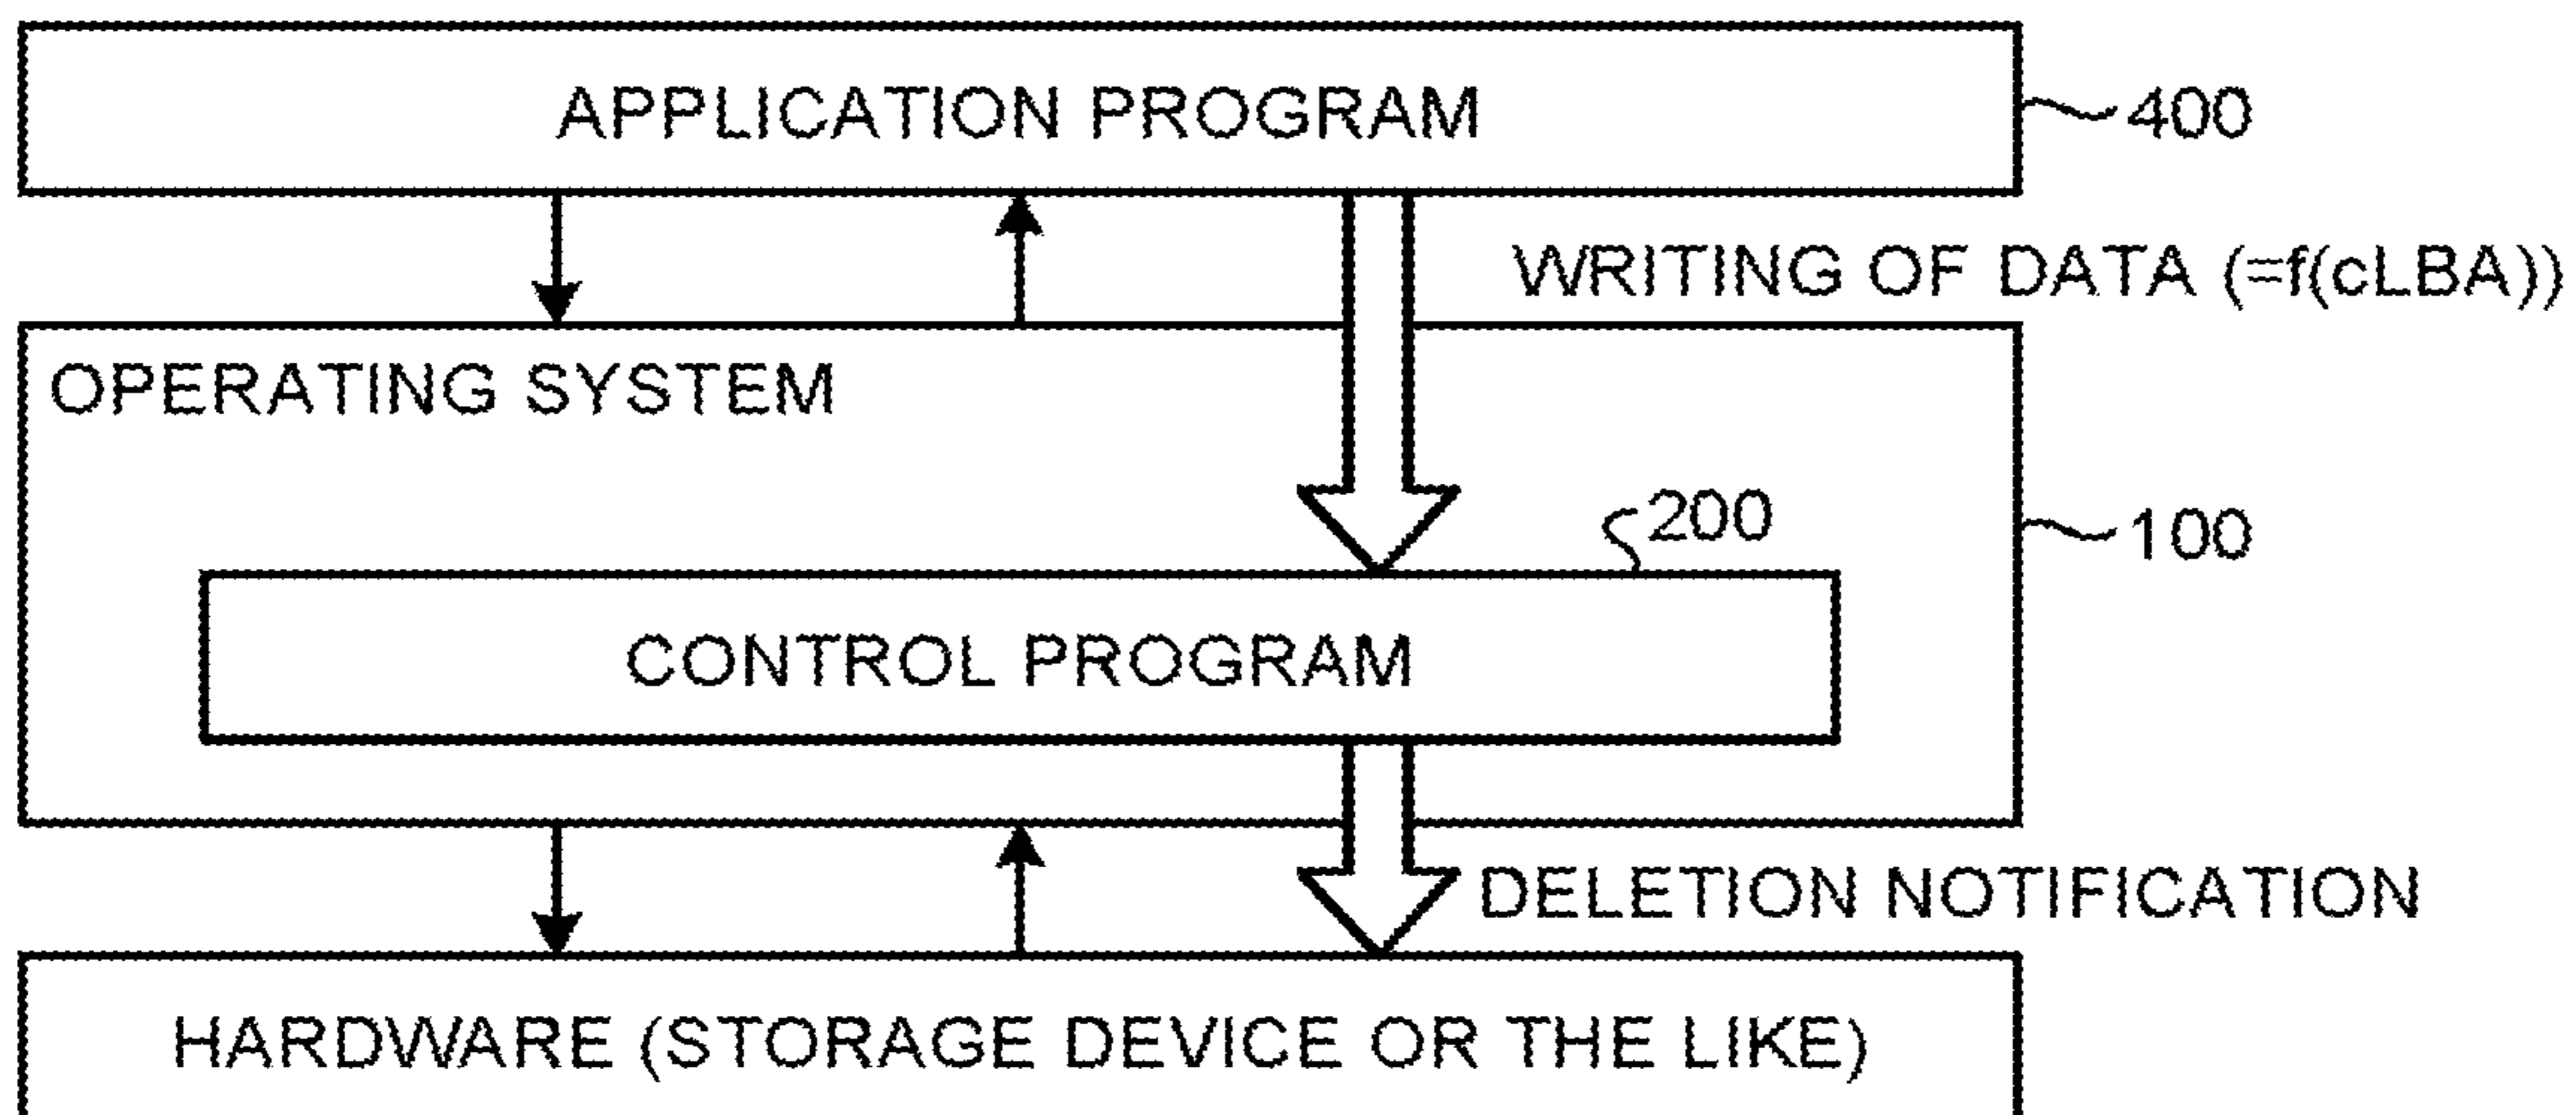 APPLICATION PROGRAM
400
WRITING OF DATA (=f(cLBA))
OPERATING SYSTEM
200
100
CONTROL PROGRAM
DELETION NOTIFICATION
HARDWARE (STORAGE DEVICE OR THE LIKE)